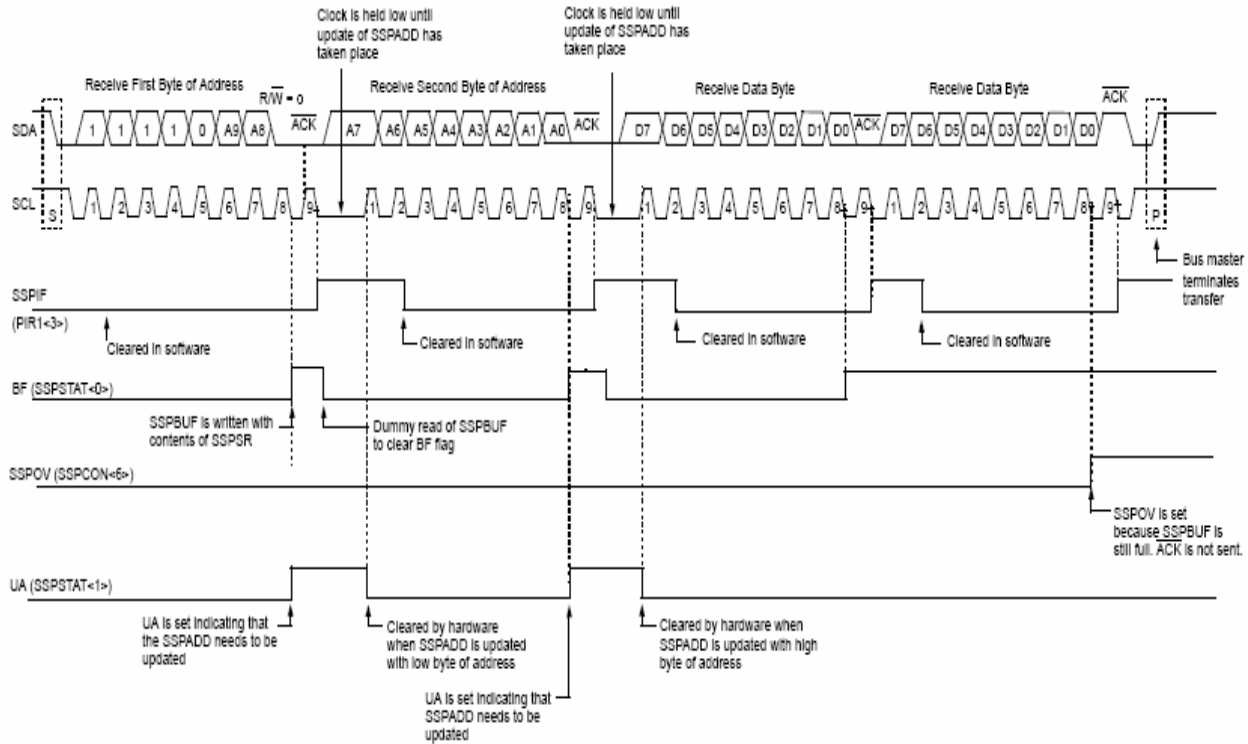 Clock is held low until
update of SSPADD has
taken place
Clock is held low until
update of SSPADD has
taken place
Receive First Byte of Address
R/W = 0
Receive Second Byte of Address
Receive Data Byte
Receive Data Byte
ACK
SDA
1 1 1 1 0 A9 A8 ACK A7 A6 A5 A4 A3 A2 A1 A0 ACK D7 D6 D5 D4 D3 D2 D1 D0 ACK D7 D6 D5 D4 D3 D2 D1 D0
SCL
S 1 2 3 4 5 6 7 8 9 1 2 3 4 5 6 7 8 9 1 2 3 4 5 6 7 8 9 1 2 3 4 5 6 7 8 9 P
Bus master
terminates
transfer
SSPIF
(PIR1<3>)
Cleared in software
Cleared in software
Cleared in software
Cleared in software
BF (SSPSTAT<0>)
SSPBUF is written with
contents of SSPSR
Dummy read of SSPBUF
to clear BF flag
SSPOV (SSPCON<6>)
SSPOV is set
because SSPBUF is
still full. ACK is not sent.
UA (SSPSTAT<1>)
UA is set indicating that
the SSPADD needs to be
updated
Cleared by hardware
when SSPADD is updated
with low byte of address
UA is set indicating that
SSPADD needs to be
updated
Cleared by hardware when
SSPADD is updated with high
byte of address